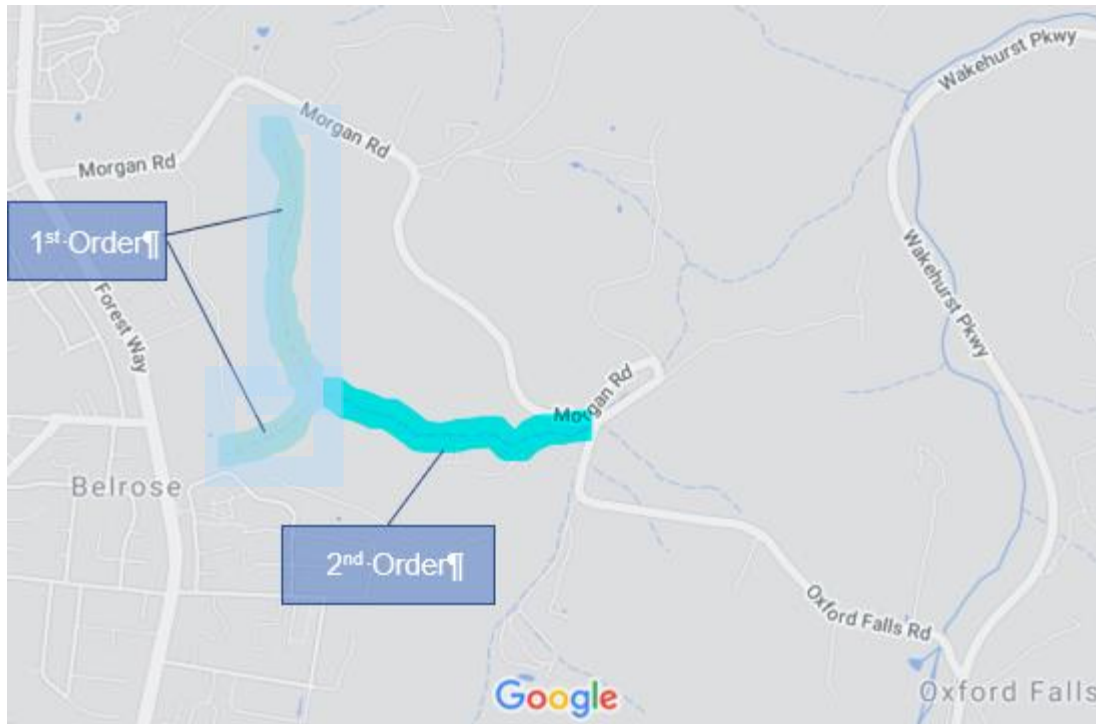 Wakehurst Pkwy
Morgan Rd
Morgan Rd
1st·Order¶
Wakehurst Pkwy
Forest Way
Morgan Rd
Belrose
2nd·Order¶
Oxford Falls Rd
Google
Oxford Falls